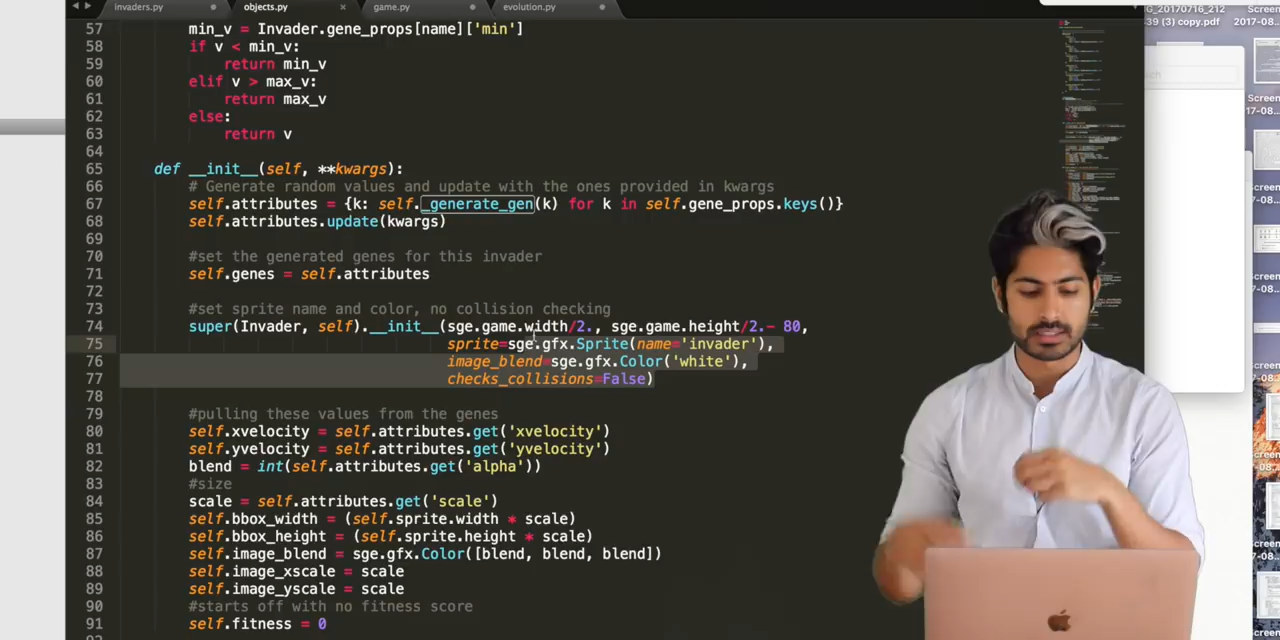 invaders.py
objects.py
game.py
evolution.py
G_20170716_212
39 (3) copy.pdf
2017-08...
57 min_v = Invader.gene_props[name]['min']
58 if v < min_v:
59 return min_v
60 elif v > max_v:
61 return max_v
62 else:
63 return v
64
65 def __init__(self, **kwargs):
66 # Generate random values and update with the ones provided in kwargs
67 self.attributes = {k: self._generate_gen(k) for k in self.gene_props.keys()}
68 self.attributes.update(kwargs)
69
70 #set the generated genes for this invader
71 self.genes = self.attributes
72
73 #set sprite name and color, no collision checking
74 super(Invader, self).__init__(sge.game.width/2., sge.game.height/2.- 80,
75 sprite=sge.gfx.Sprite(name='invader'),
76 image_blend=sge.gfx.Color('white'),
77 checks_collisions=False)
78
79 #pulling these values from the genes
80 self.xvelocity = self.attributes.get('xvelocity')
81 self.yvelocity = self.attributes.get('yvelocity')
82 blend = int(self.attributes.get('alpha'))
83 #size
84 scale = self.attributes.get('scale')
85 self.bbox_width = (self.sprite.width * scale)
86 self.bbox_height = (self.sprite.height * scale)
87 self.image_blend = sge.gfx.Color([blend, blend, blend])
88 self.image_xscale = scale
89 self.image_yscale = scale
90 #starts off with no fitness score
91 self.fitness = 0